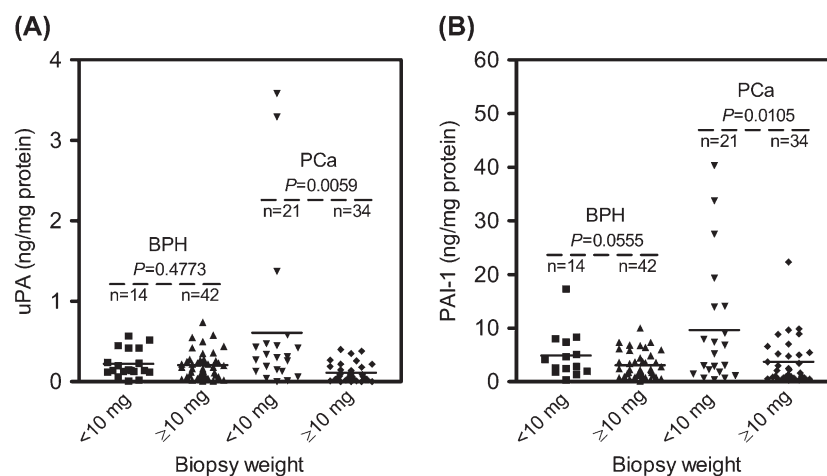 (A)
uPA (ng/mg protein)
4
3
2
1
0
BPH
P=0.4773
n=14 n=42
PCa
P=0.0059
n=21 n=34
<10 mg ≥10 mg <10 mg ≥10 mg
Biopsy weight
(B)
PAI-1 (ng/mg protein)
60
50
40
30
20
10
0
BPH
P=0.0555
n=14 n=42
PCa
P=0.0105
n=21 n=34
<10 mg ≥10 mg <10 mg ≥10 mg
Biopsy weight